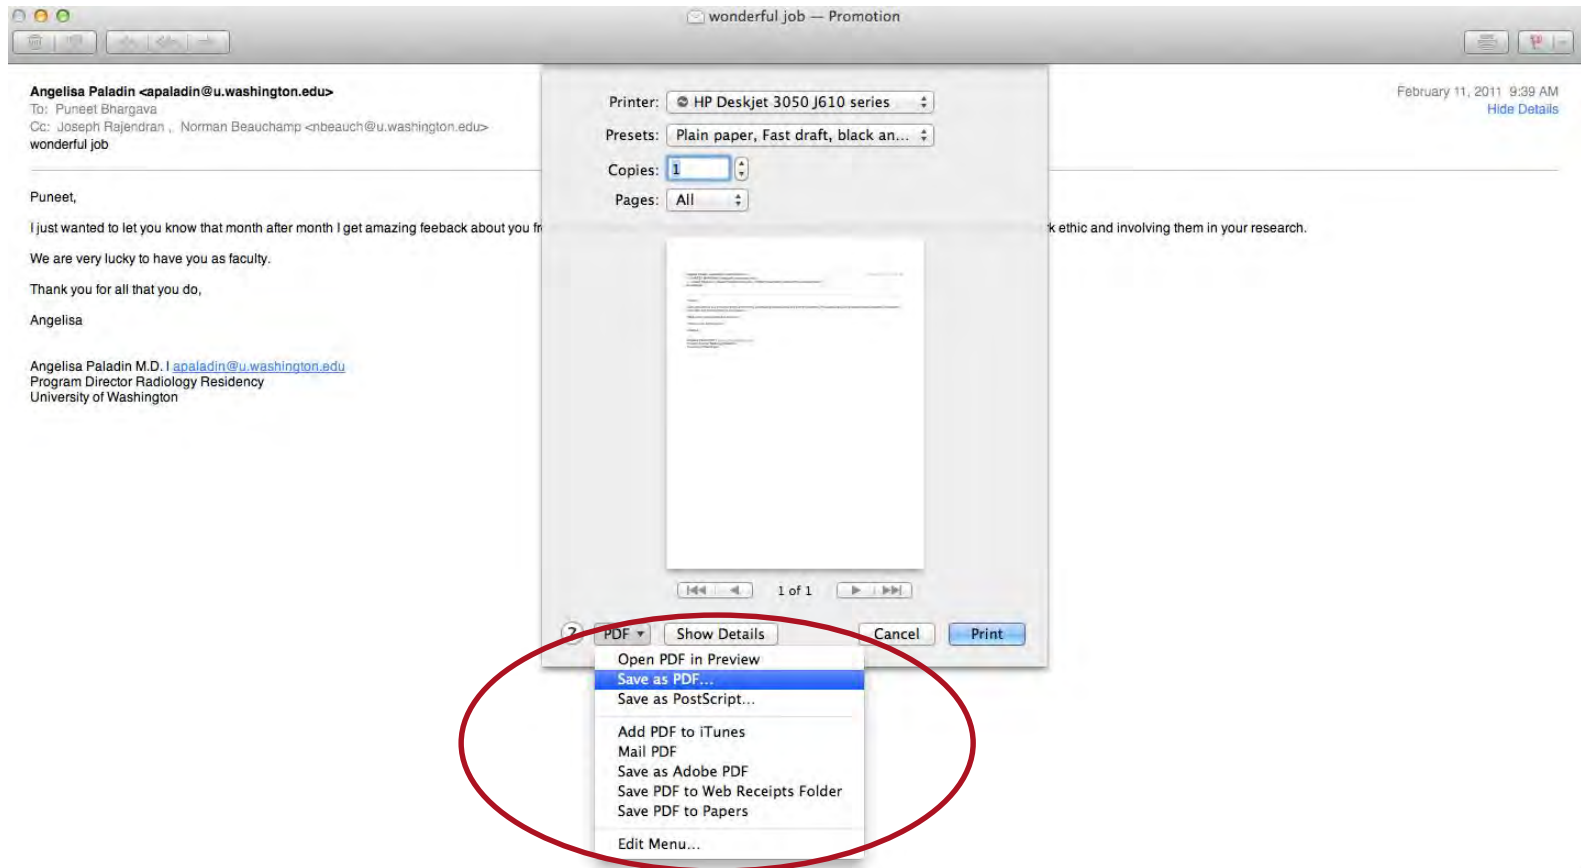 wonderful job — Promotion
Angelisa Paladin <apaladin@u.washington.edu>
February 11, 2011 9:39 AM
To: Puneet Bhargava
Hide Details
Cc: Joseph Rajendran , Norman Beauchamp <nbeauch@u.washington.edu>
wonderful job
Puneet,
I just wanted to let you know that month after month I get amazing feeback about you fr
k ethic and involving them in your research.
We are very lucky to have you as faculty.
Thank you for all that you do,
Angelisa
Angelisa Paladin M.D. I apaladin@u.washington.edu
Program Director Radiology Residency
University of Washington
Printer: HP Deskjet 3050 J610 series
Presets: Plain paper, Fast draft, black an...
Copies: 1
Pages: All
1 of 1
? PDF Show Details Cancel Print
Open PDF in Preview
Save as PDF...
Save as PostScript...
Add PDF to iTunes
Mail PDF
Save as Adobe PDF
Save PDF to Web Receipts Folder
Save PDF to Papers
Edit Menu...